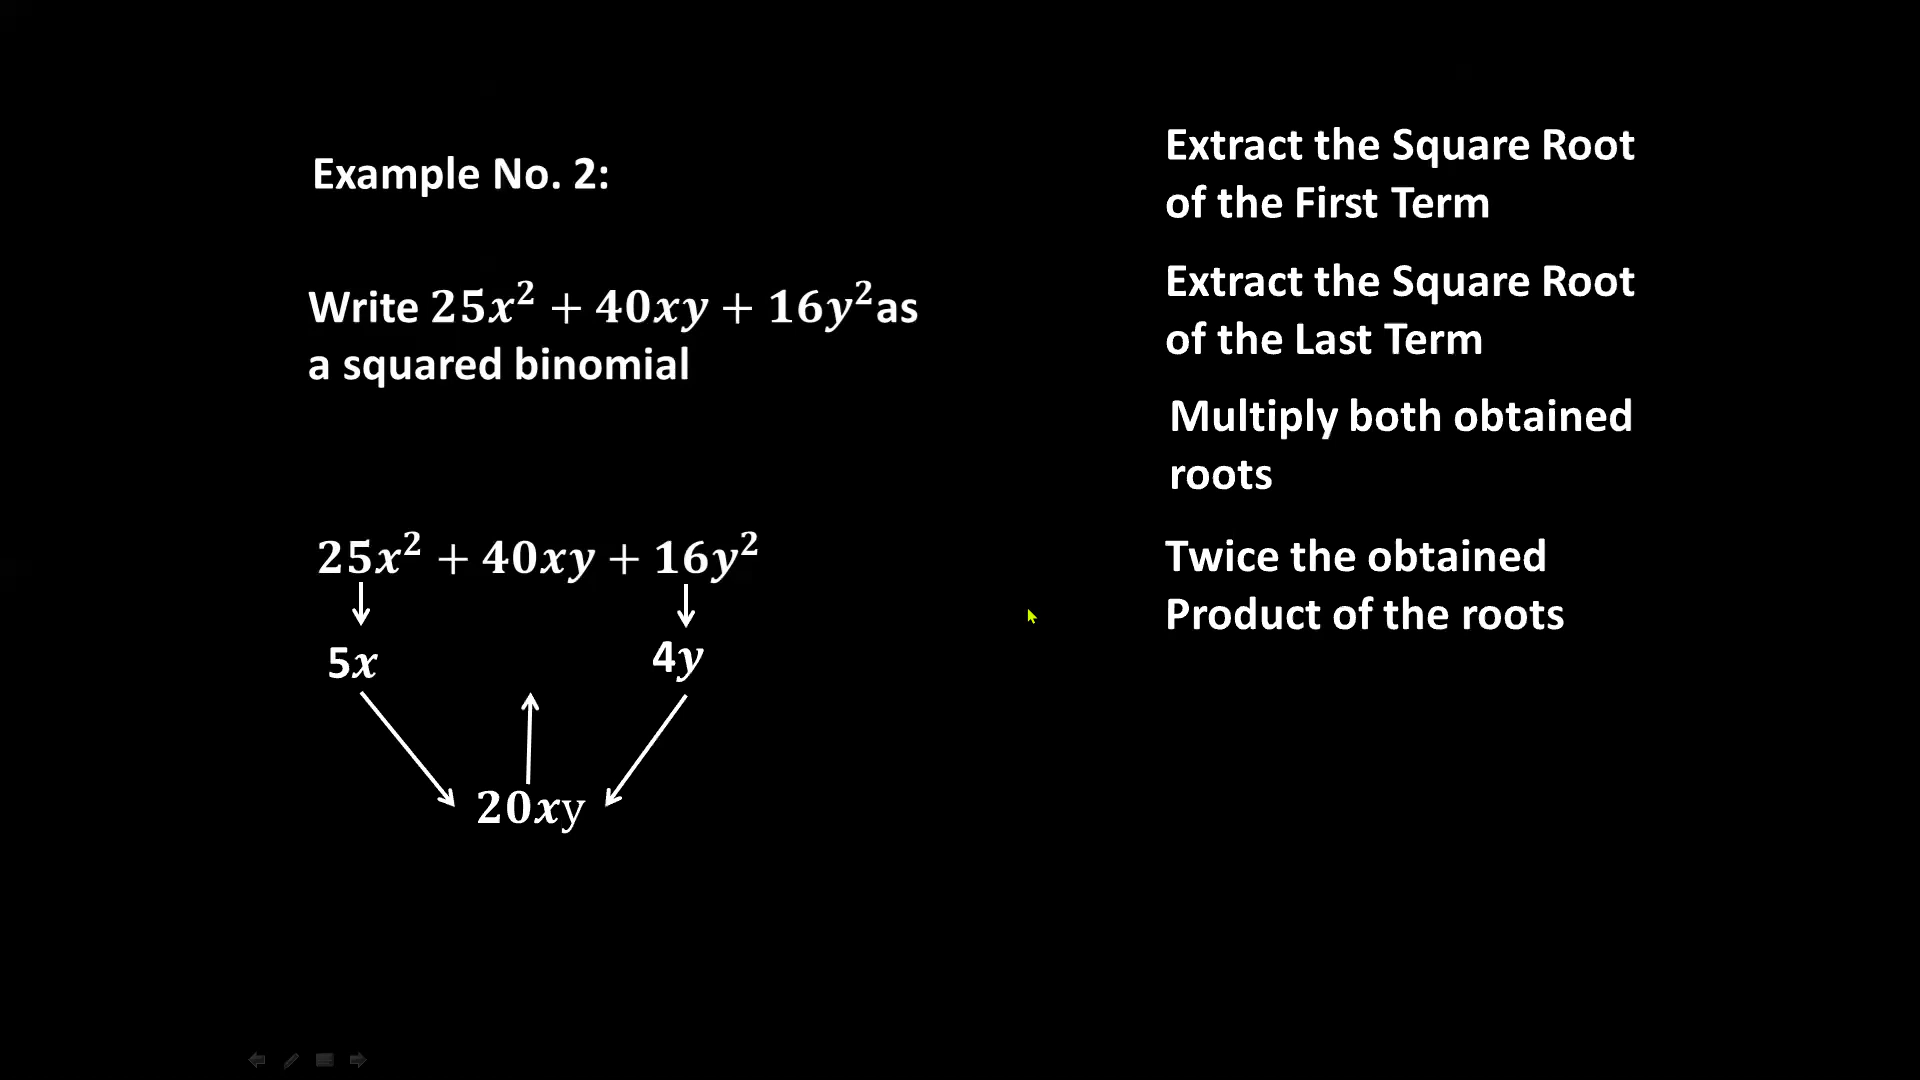 Example No. 2:
Write 25x² + 40xy + 16y²as
a squared binomial
25x² + 40xy + 16y²
5x 4y
20xy
Extract the Square Root
of the First Term
Extract the Square Root
of the Last Term
Multiply both obtained
roots
Twice the obtained
Product of the roots